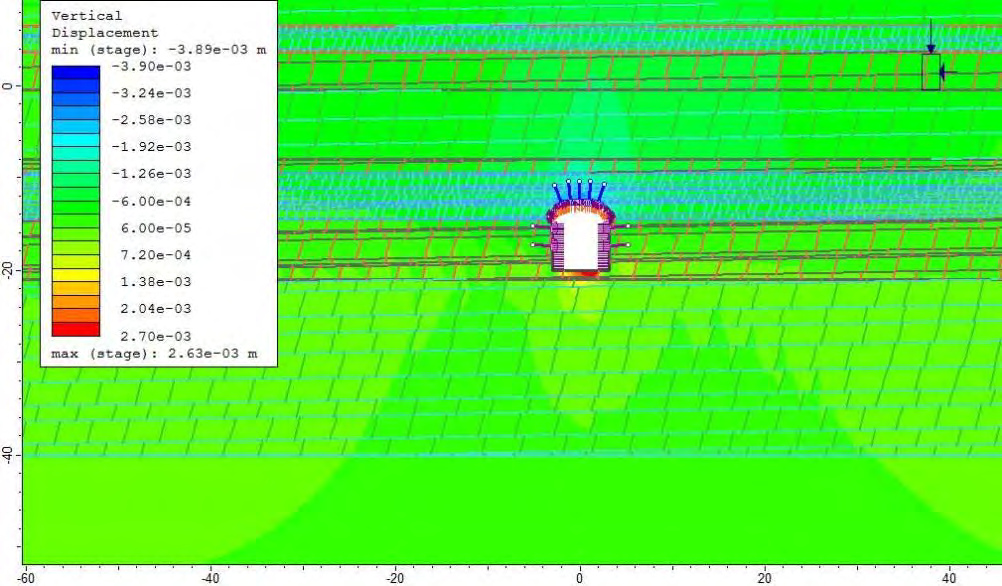 Vertical
Displacement
min (stage): -3.89e-03 m
-3.90e-03
-3.24e-03
-2.58e-03
-1.92e-03
-1.26e-03
-6.00e-04
6.00e-05
7.20e-04
1.38e-03
2.04e-03
2.70e-03
max (stage): 2.63e-03 m
0
-20
-40
-60
-40
-20
0
20
40